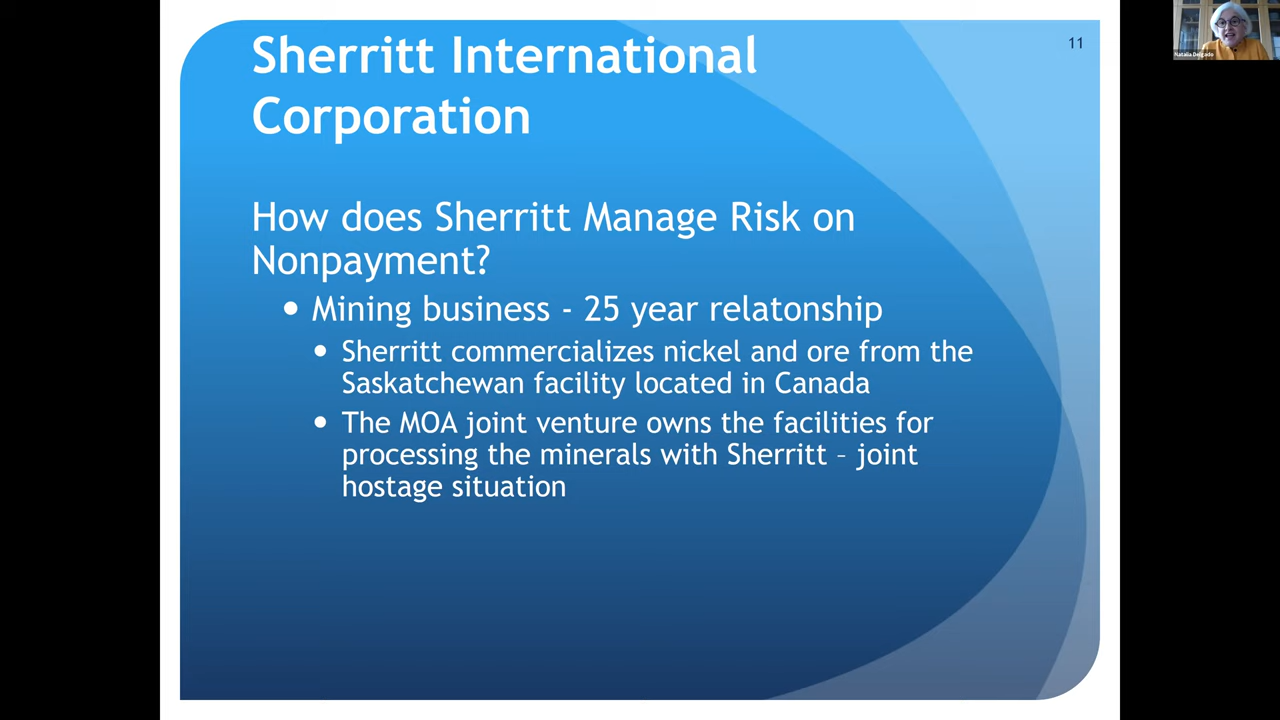 Sherritt International
Corporation
11
How does Sherritt Manage Risk on
Nonpayment?
• Mining business - 25 year relatonship
• Sherritt commercializes nickel and ore from the
Saskatchewan facility located in Canada
• The MOA joint venture owns the facilities for
processing the minerals with Sherritt – joint
hostage situation
Natalia Delgado